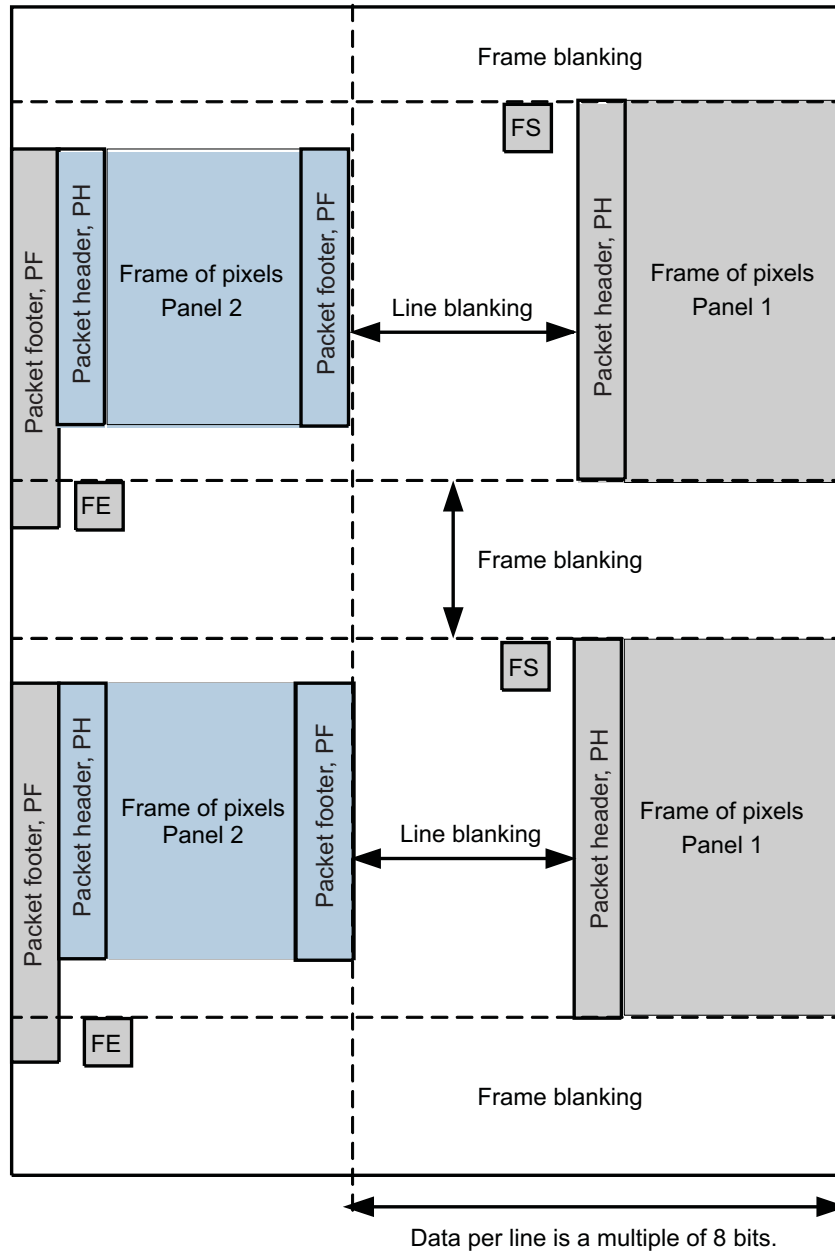 Frame blanking
FS
Packet footer, PF
Packet header, PH
Frame of pixels
Panel 2
Packet footer, PF
Line blanking
Packet header, PH
Frame of pixels
Panel 1
FE
Frame blanking
FS
Packet footer, PF
Packet header, PH
Frame of pixels
Panel 2
Packet footer, PF
Line blanking
Packet header, PH
Frame of pixels
Panel 1
FE
Frame blanking
Data per line is a multiple of 8 bits.